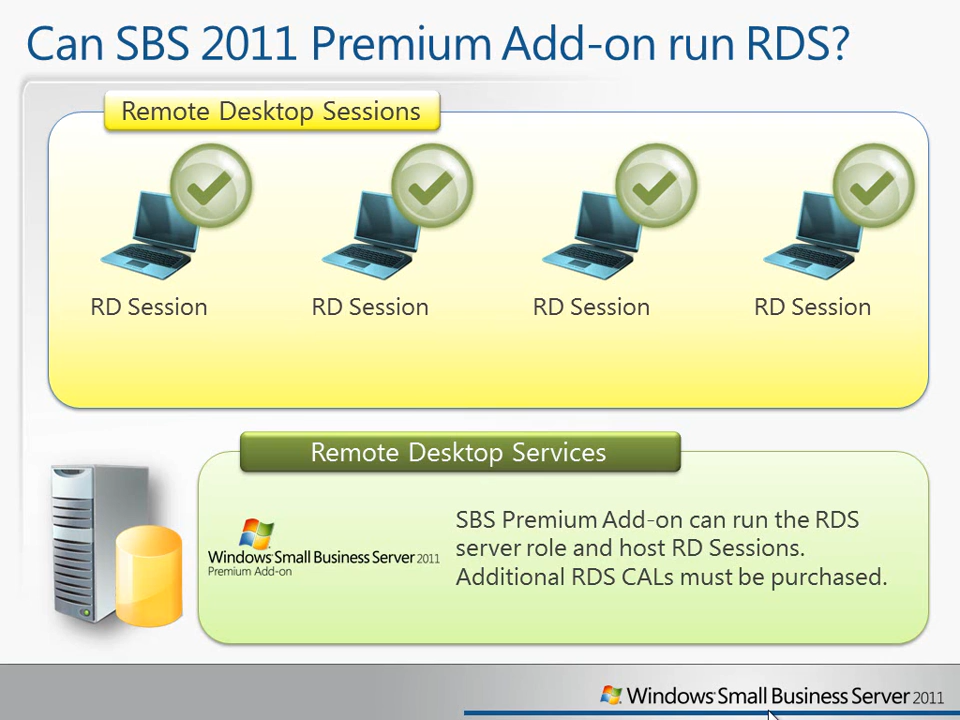 Can SBS 2011 Premium Add-on run RDS?
Remote Desktop Sessions
RD Session
RD Session
RD Session
RD Session
Remote Desktop Services
Windows Small Business Server 2011
Premium Add-on
SBS Premium Add-on can run the RDS
server role and host RD Sessions.
Additional RDS CALs must be purchased.
Windows Small Business Server 2011